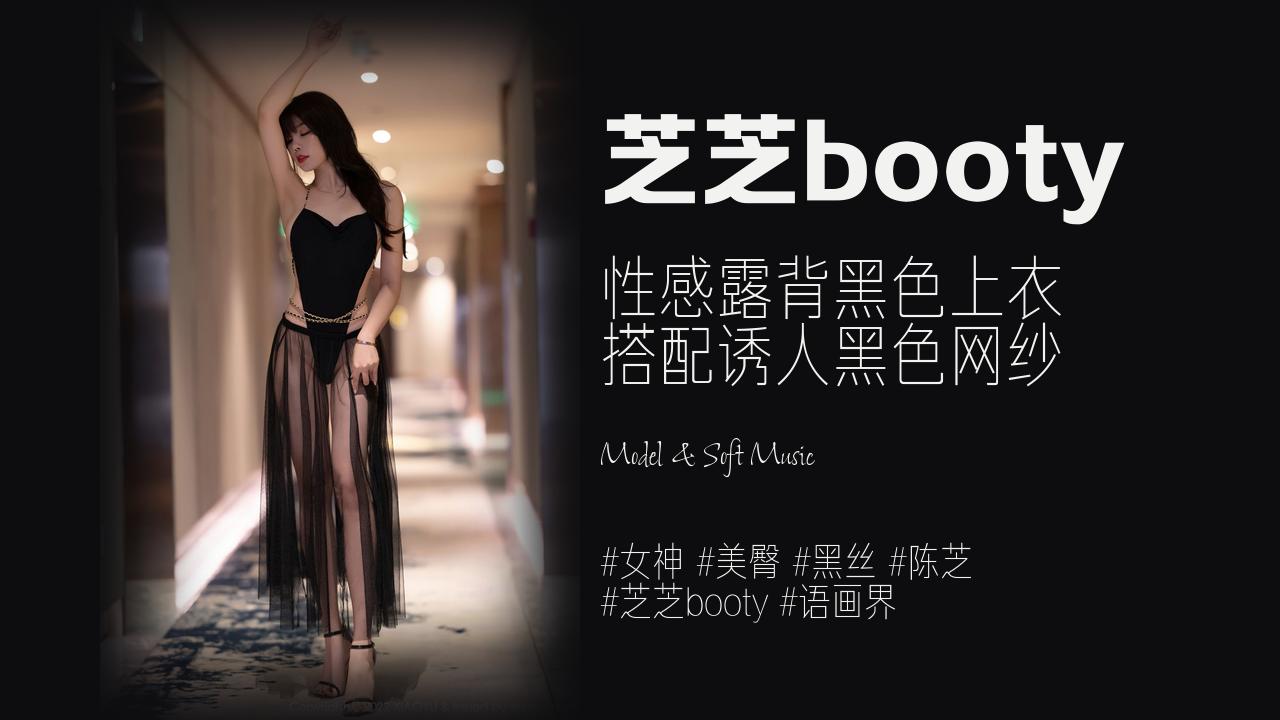 芝芝booty
性感露背黑色上衣
搭配诱人黑色网纱
Model & Soft Music
#女神 #美臀 #黑丝 #陈芝
#芝芝booty #语画界